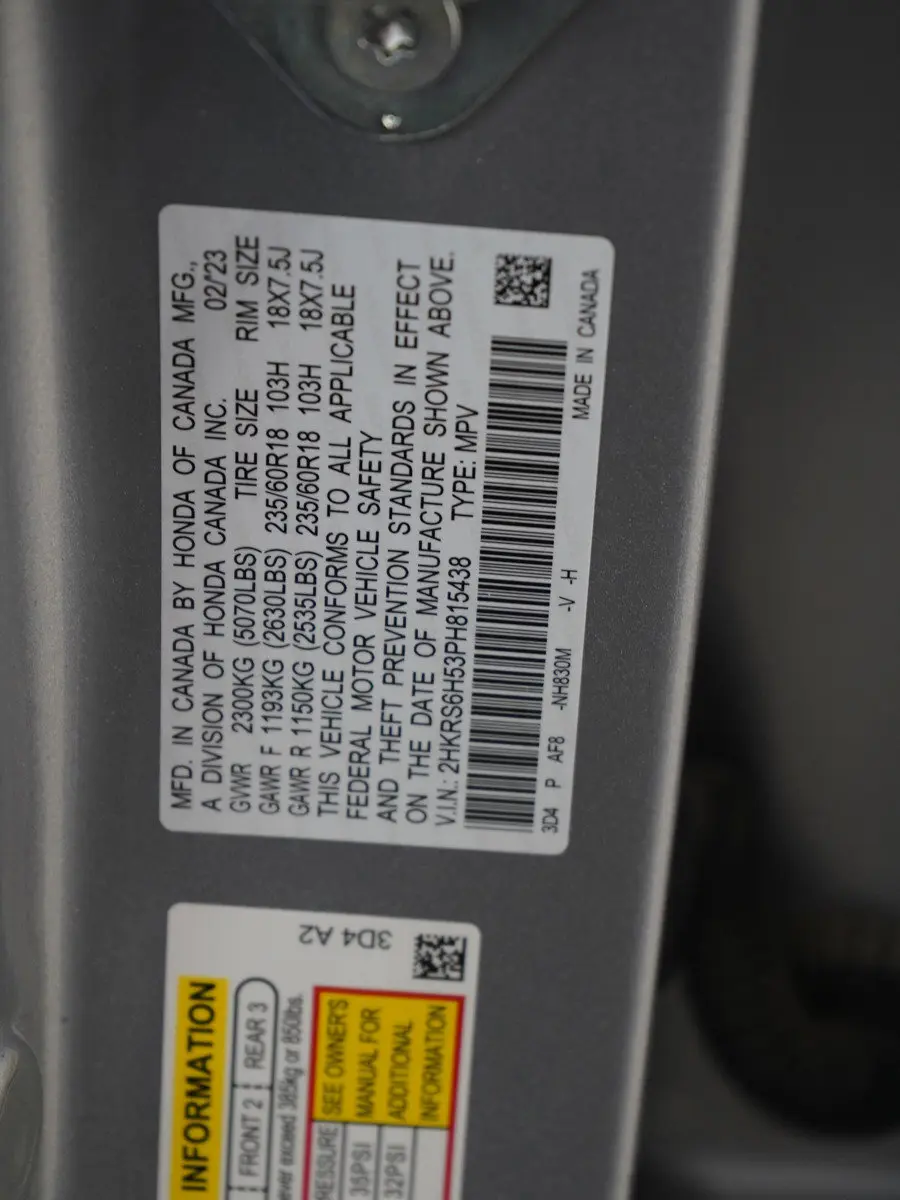 MFD. IN CANADA BY HONDA OF CANADA MFG.,
A DIVISION OF HONDA CANADA INC. 02/'23
GVWR 2300KG (5070LBS) TIRE SIZE RIM SIZE
GAWR F 1193KG (2630LBS) 235/60R18 103H 18X7.5J
GAWR R 1150KG (2535LBS) 235/60R18 103H 18X7.5J
THIS VEHICLE CONFORMS TO ALL APPLICABLE
FEDERAL MOTOR VEHICLE SAFETY
AND THEFT PREVENTION STANDARDS IN EFFECT
ON THE DATE OF MANUFACTURE SHOWN ABOVE.
V.I.N.: 2HKRS6H53PH815438 TYPE: MPV
3D4 P AF8 -NH830M -V -H MADE IN CANADA
3D4 A2
INFORMATION
FRONT 2 REAR 3
exceed 385kg or 850lbs.
SEE OWNER'S
35PSI MANUAL FOR
32PSI ADDITIONAL
INFORMATION